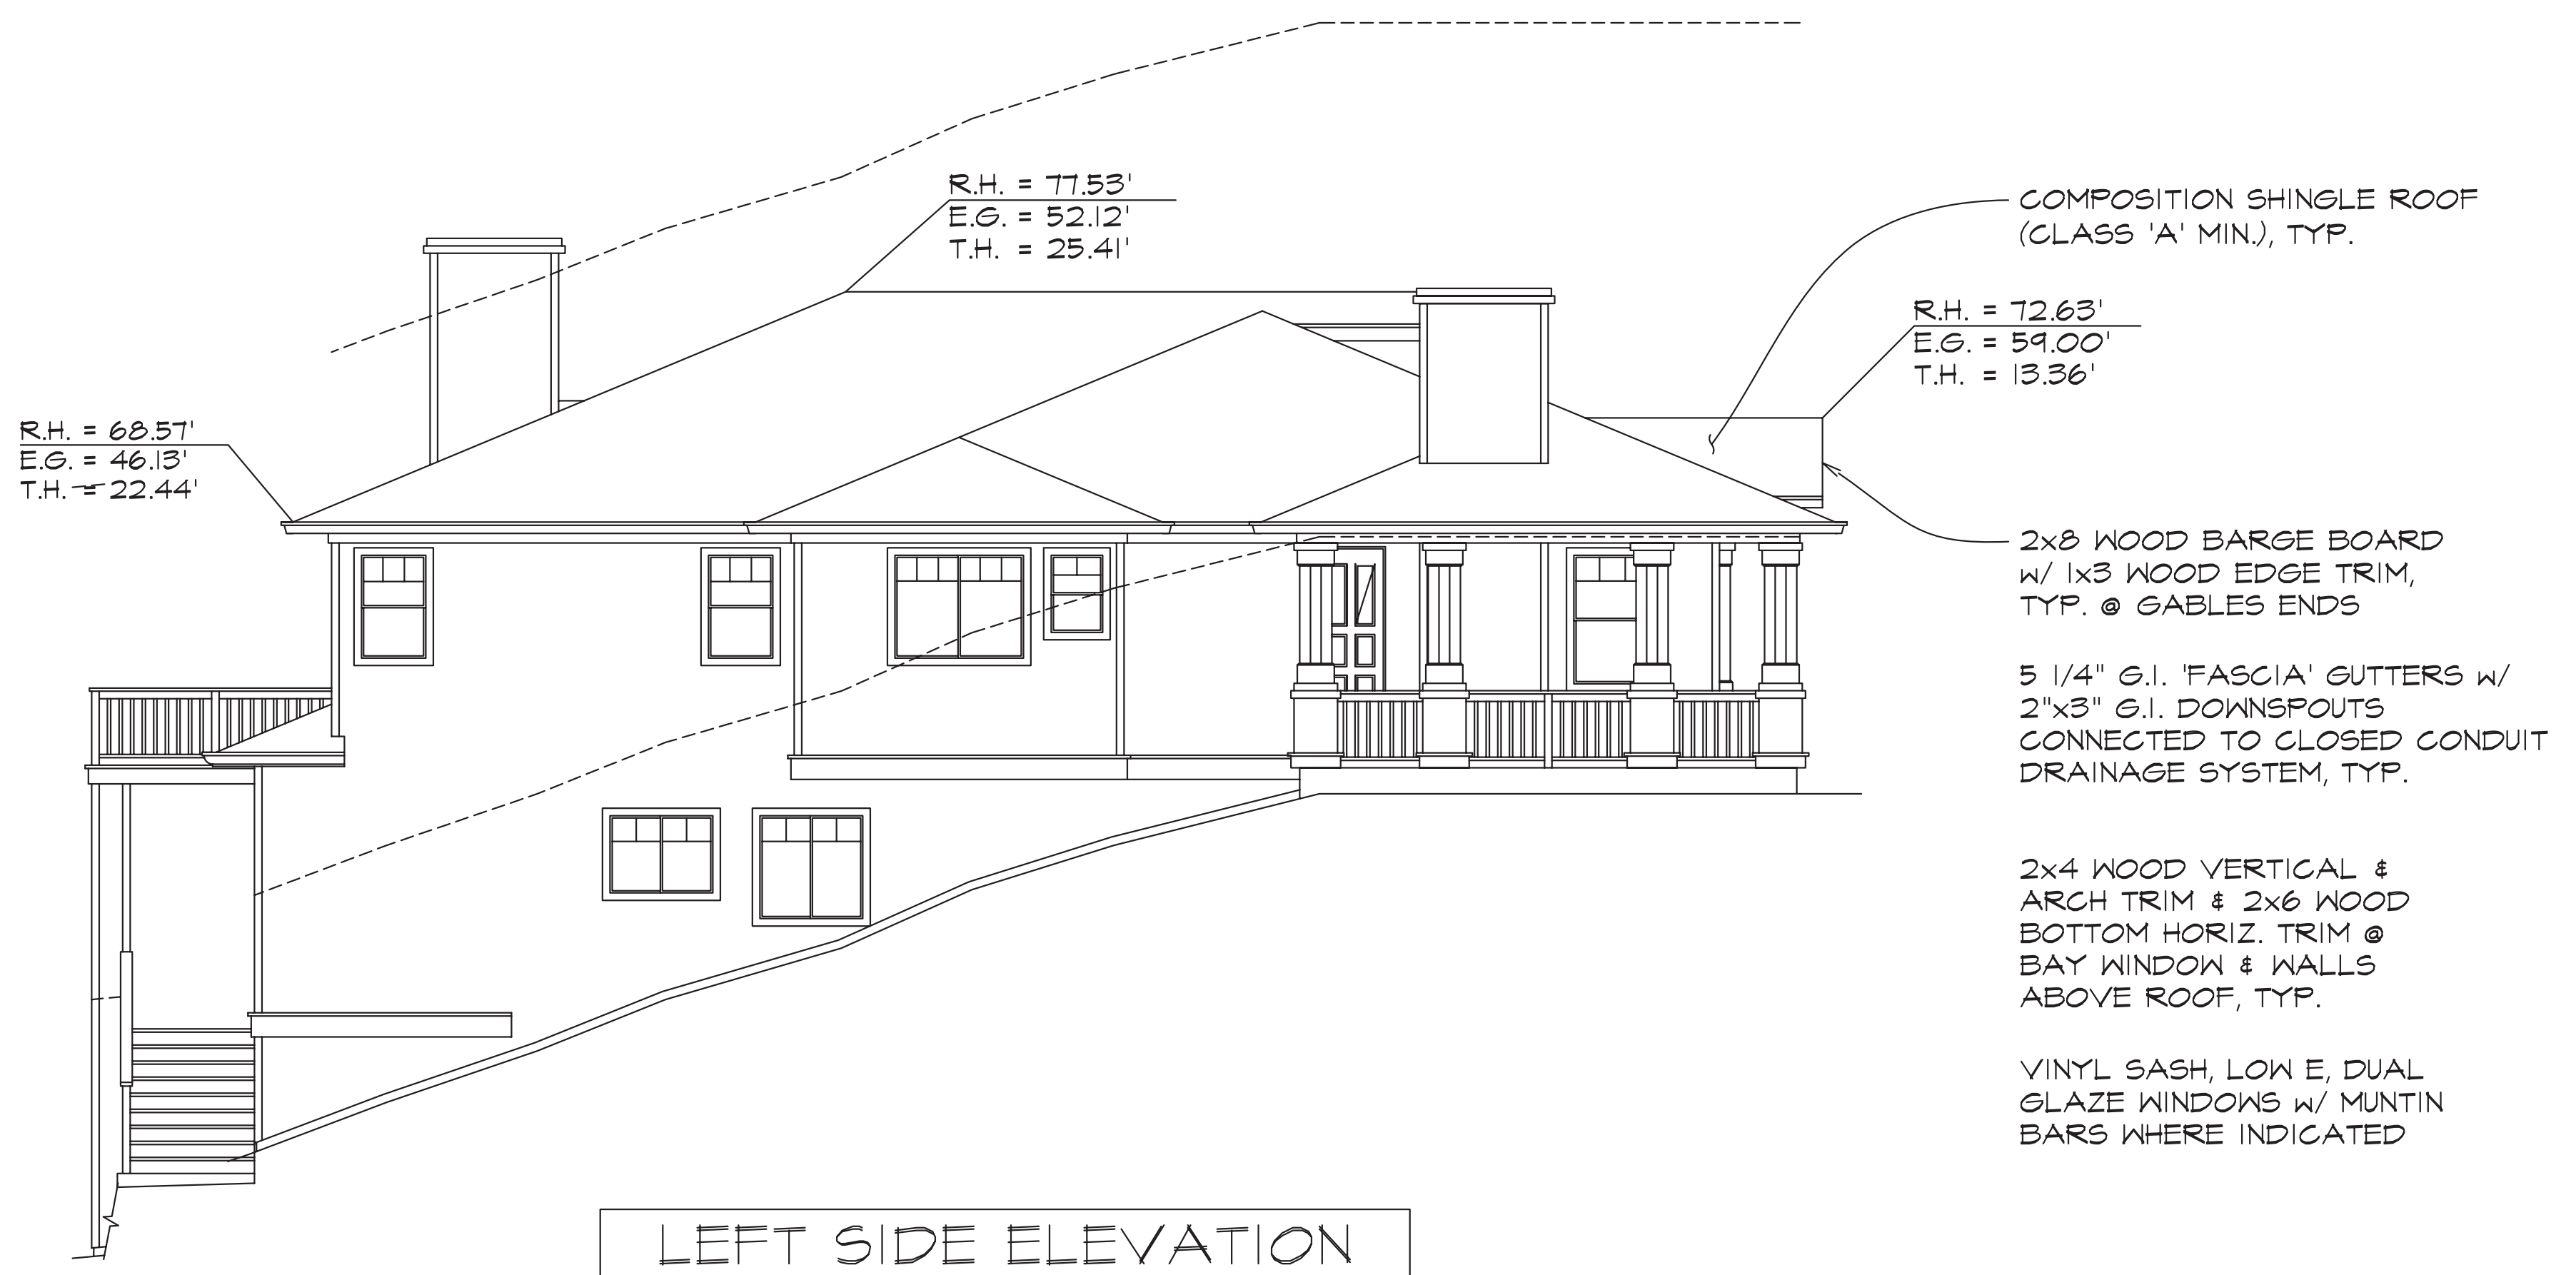 R.H. = 77.53'
E.G. = 52.12'
T.H. = 25.41'
COMPOSITION SHINGLE ROOF
(CLASS 'A' MIN.), TYP.
R.H. = 72.63'
E.G. = 59.00'
T.H. = 13.36'
R.H. = 68.57'
E.G. = 46.13'
T.H. = 22.44'
2x8 WOOD BARGE BOARD
w/ 1x3 WOOD EDGE TRIM,
TYP. @ GABLES ENDS
5 1/4" G.I. 'FASCIA' GUTTERS w/
2"x3" G.I. DOWNSPOUTS
CONNECTED TO CLOSED CONDUIT
DRAINAGE SYSTEM, TYP.
2x4 WOOD VERTICAL &
ARCH TRIM & 2x6 WOOD
BOTTOM HORIZ. TRIM @
BAY WINDOW & WALLS
ABOVE ROOF, TYP.
VINYL SASH, LOW E, DUAL
GLAZE WINDOWS w/ MUNTIN
BARS WHERE INDICATED
LEFT SIDE ELEVATION